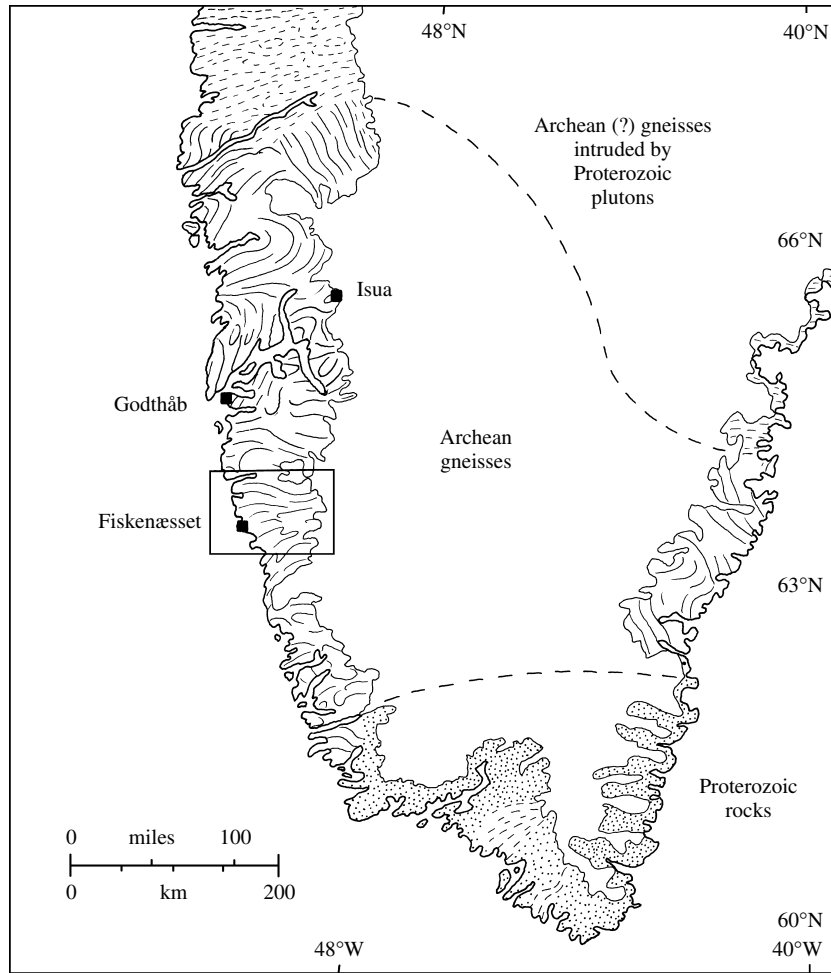 48°N
40°N
Archean (?) gneisses
intruded by
Proterozoic
plutons
66°N
Isua
Godthåb
Archean
gneisses
Fiskenæsset
63°N
Proterozoic
rocks
0 miles 100
0 km 200
60°N
48°W
40°W